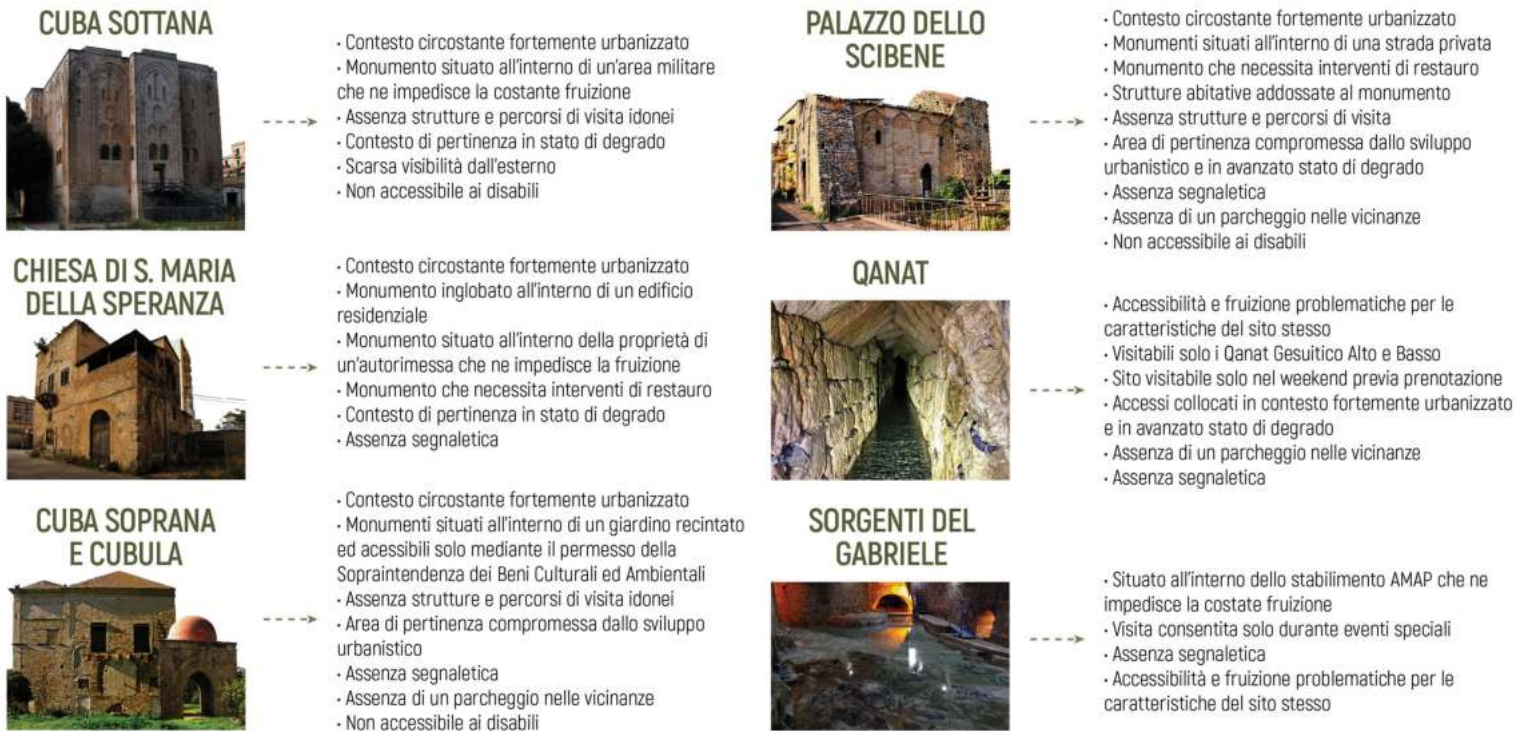 CUBA SOTTANA
· Contesto circostante fortemente urbanizzato
· Monumento situato all'interno di un'area militare
che ne impedisce la costante fruizione
· Assenza strutture e percorsi di visita idonei
· Contesto di pertinenza in stato di degrado
· Scarsa visibilità dall'esterno
· Non accessibile ai disabili
CHIESA DI S. MARIA
DELLA SPERANZA
· Contesto circostante fortemente urbanizzato
· Monumento inglobato all'interno di un edificio
residenziale
· Monumento situato all'interno della proprietà di
un'autorimessa che ne impedisce la fruizione
· Monumento che necessita interventi di restauro
· Contesto di pertinenza in stato di degrado
· Assenza segnaletica
CUBA SOPRANA
E CUBULA
· Contesto circostante fortemente urbanizzato
· Monumenti situati all'interno di un giardino recintato
ed acessibili solo mediante il permesso della
Sopraintendenza dei Beni Culturali ed Ambientali
· Assenza strutture e percorsi di visita idonei
· Area di pertinenza compromessa dallo sviluppo
urbanistico
· Assenza segnaletica
· Assenza di un parcheggio nelle vicinanze
· Non accessibile ai disabili
PALAZZO DELLO
SCIBENE
· Contesto circostante fortemente urbanizzato
· Monumenti situati all'interno di una strada privata
· Monumento che necessita interventi di restauro
· Strutture abitative addossate al monumento
· Assenza strutture e percorsi di visita
· Area di pertinenza compromessa dallo sviluppo
urbanistico e in avanzato stato di degrado
· Assenza segnaletica
· Assenza di un parcheggio nelle vicinanze
· Non accessibile ai disabili
QANAT
· Accessibilità e fruizione problematiche per le
caratteristiche del sito stesso
· Visitabili solo i Qanat Gesuitico Alto e Basso
· Sito visitabile solo nel weekend previa prenotazione
· Accessi collocati in contesto fortemente urbanizzato
e in avanzato stato di degrado
· Assenza di un parcheggio nelle vicinanze
· Assenza segnaletica
SORGENTI DEL
GABRIELE
· Situato all'interno dello stabilimento AMAP che ne
impedisce la costate fruizione
· Visita consentita solo durante eventi speciali
· Assenza segnaletica
· Accessibilità e fruizione problematiche per le
caratteristiche del sito stesso